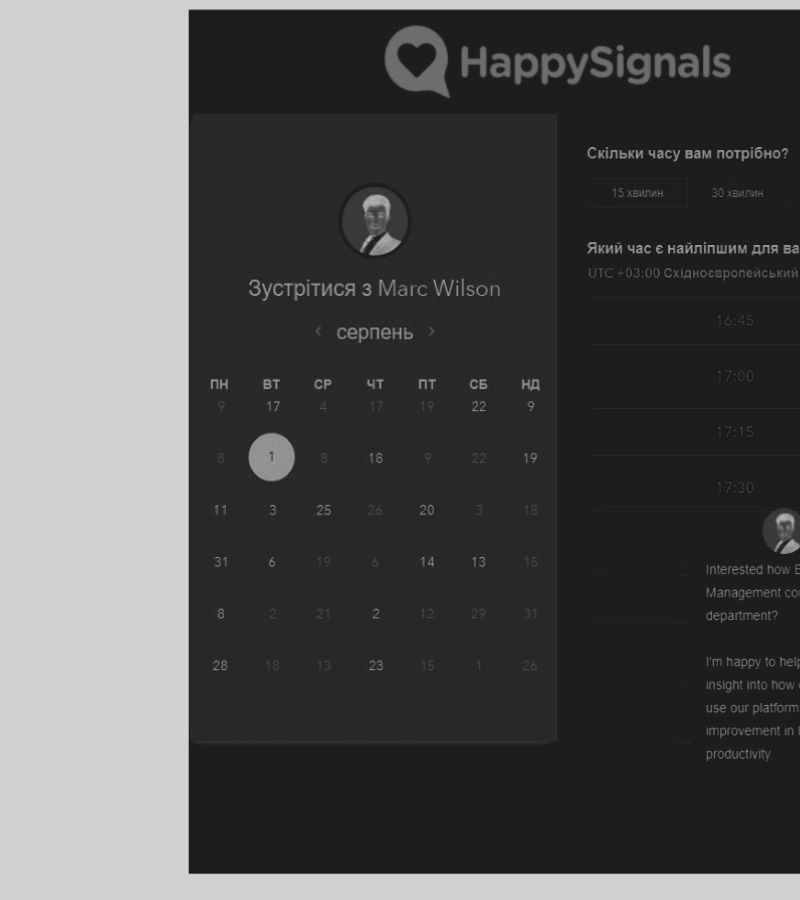 HappySignals
Зустрітися з Marc Wilson
серпень
ПН ВТ СР ЧТ ПТ СБ НД
9 17 4 17 19 22 9
8 1 8 18 9 22 19
11 3 25 26 20 3 18
31 6 19 6 14 13 15
8 2 21 2 12 29 31
28 18 13 23 15 1 26
Скільки часу вам потрібно?
15 хвилин 30 хвилин
Який час є найліпшим для ва
UTC +03:00 Східноєвропейський
16:45
17:00
17:15
17:30
Interested how E
Management co
department?
I'm happy to help
insight into how
use our platform
improvement in
productivity.